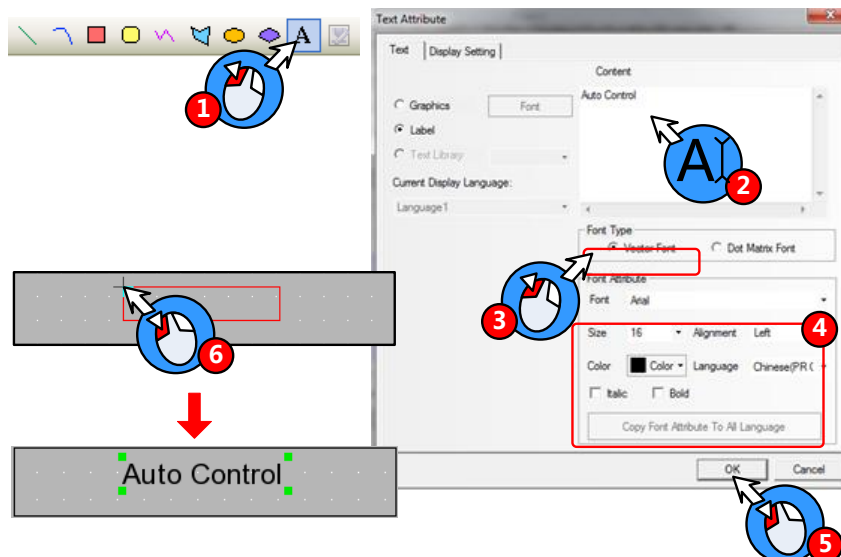 A
1
Text Attribute
Text
Display Setting
Content
Graphics
Font
Auto Control
Label
Text Library
A
2
Current Display Language:
Language1
Font Type
Vector Font
Dot Matrix Font
3
Font Attribute
Font
Arial
4
Size
16
Alignment
Left
Color
Color
Language
Chinese(PR C
Italic
Bold
Copy Font Attribute To All Language
6
Auto Control
OK
Cancel
5